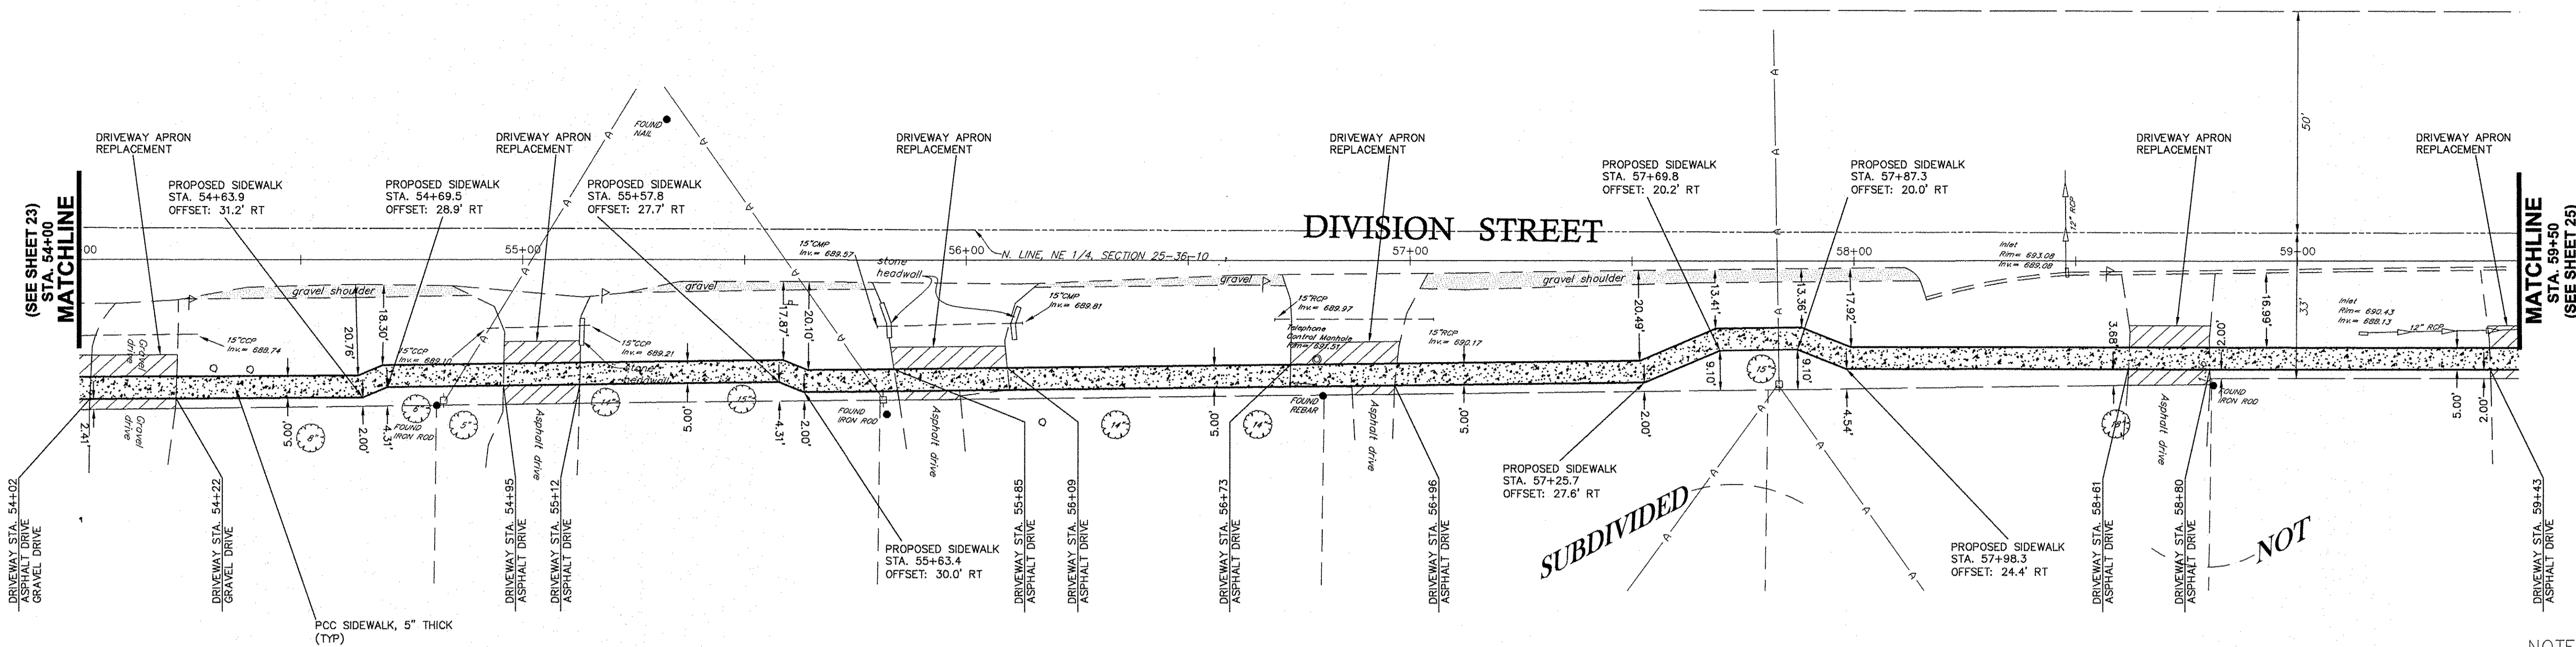 (SEE SHEET 23)
STA. 54+00
MATCHLINE
DRIVEWAY APRON
REPLACEMENT
PROPOSED SIDEWALK
STA. 54+63.9
OFFSET: 31.2' RT
PROPOSED SIDEWALK
STA. 54+69.5
OFFSET: 28.9' RT
DRIVEWAY APRON
REPLACEMENT
PROPOSED SIDEWALK
STA. 55+57.8
OFFSET: 27.7' RT
FOUND
NAIL
DRIVEWAY APRON
REPLACEMENT
DIVISION STREET
DRIVEWAY APRON
REPLACEMENT
PROPOSED SIDEWALK
STA. 57+69.8
OFFSET: 20.2' RT
PROPOSED SIDEWALK
STA. 57+87.3
OFFSET: 20.0' RT
DRIVEWAY APRON
REPLACEMENT
DRIVEWAY APRON
REPLACEMENT
50'
33'
MATCHLINE
STA. 59+50
(SEE SHEET 25)
00
55+00
56+00
57+00
58+00
59+00
N. LINE, NE 1/4, SECTION 25-36-10
15"CMP
Inv.= 689.57
stone
headwall
15"CMP
Inv.= 689.81
gravel shoulder
gravel
gravel
gravel shoulder
Inlet
Rim= 693.08
Inv.= 689.08
12" RCP
Inlet
Rim= 690.43
Inv.= 688.13
12" RCP
15"CCP
Inv.= 688.74
15"CCP
Inv.= 689.10
15"CCP
Inv.= 689.21
stone
headwall
15"RCP
Inv.= 689.97
Telephone
Control Manhole
Rim= 691.51
15"RCP
Inv.= 690.17
Gravel
drive
Gravel
drive
20.76'
18.30'
17.87'
20.10'
20.49'
13.41'
13.36'
17.92'
3.68'
2.00'
16.99'
2.41'
5.00'
2.00'
4.31'
5.00'
4.31'
2.00'
5.0'
5.00'
2.00'
9.10'
9.10'
4.54'
5.00'
2.00'
8"
6"
5"
14"
15"
14"
14"
15"
18"
FOUND
IRON ROD
FOUND
IRON ROD
FOUND
REBAR
FOUND
IRON ROD
Asphalt drive
Asphalt drive
Asphalt drive
Asphalt drive
DRIVEWAY STA. 54+02
ASPHALT DRIVE
GRAVEL DRIVE
DRIVEWAY STA. 54+22
GRAVEL DRIVE
DRIVEWAY STA. 54+95
ASPHALT DRIVE
DRIVEWAY STA. 55+12
ASPHALT DRIVE
PROPOSED SIDEWALK
STA. 55+63.4
OFFSET: 30.0' RT
DRIVEWAY STA. 55+85
ASPHALT DRIVE
DRIVEWAY STA. 56+09
ASPHALT DRIVE
DRIVEWAY STA. 56+73
ASPHALT DRIVE
DRIVEWAY STA. 56+96
ASPHALT DRIVE
PROPOSED SIDEWALK
STA. 57+25.7
OFFSET: 27.6' RT
SUBDIVIDED
PROPOSED SIDEWALK
STA. 57+98.3
OFFSET: 24.4' RT
DRIVEWAY STA. 58+61
ASPHALT DRIVE
DRIVEWAY STA. 58+80
ASPHALT DRIVE
NOT
DRIVEWAY STA. 59+43
ASPHALT DRIVE
PCC SIDEWALK, 5" THICK
(TYP)